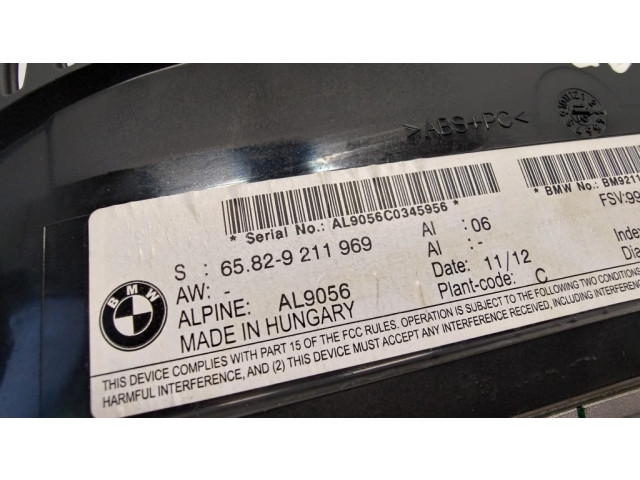 >ABS+PC<
* Serial No.: AL9056C0345956 *
* BMW No.: BM9211
S : 65.82-9 211 969
AI : 06
FSV:99
AW: -
AI : -
Index
ALPINE: AL9056
Date: 11/12
Dia
MADE IN HUNGARY
Plant-code: C
BMW
THIS DEVICE COMPLIES WITH PART 15 OF THE FCC RULES. OPERATION IS SUBJECT TO THE FOLLOWING TWO CONDITIONS
HARMFUL INTERFERENCE, AND (2) THIS DEVICE MUST ACCEPT ANY INTERFERENCE RECEIVED, INCLUDING INTERFERENC